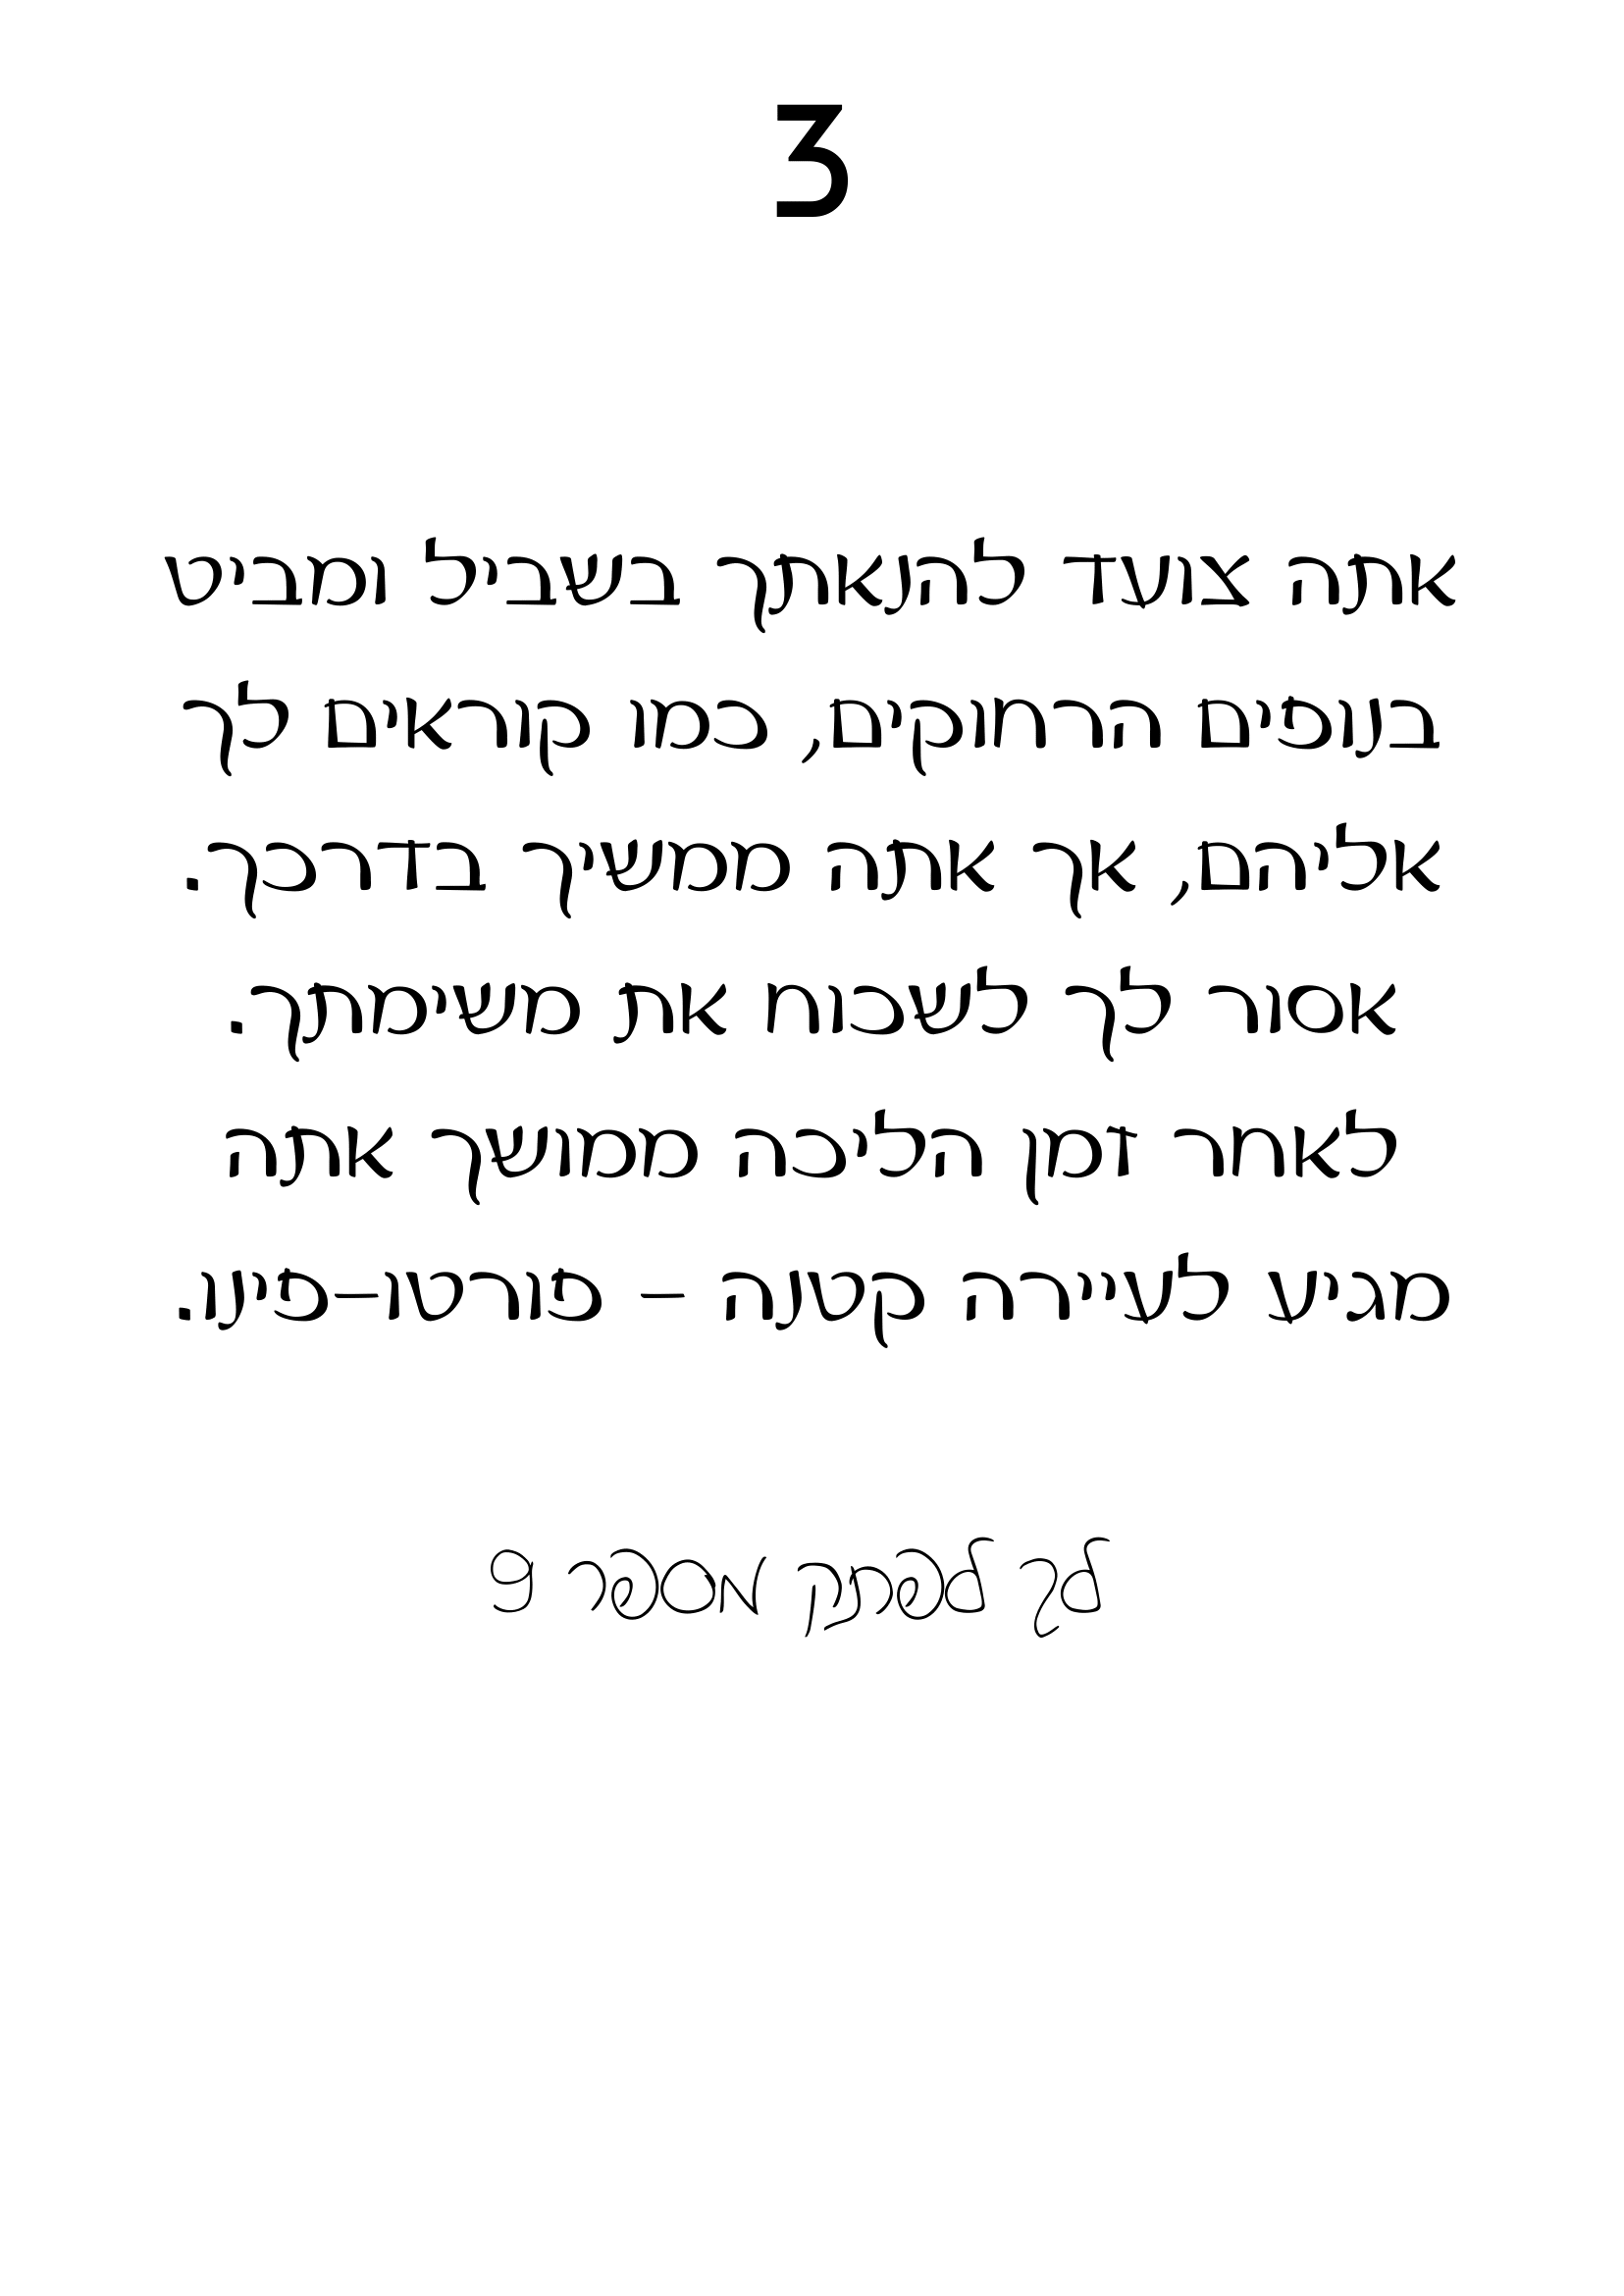 3
אתה צועד להנאתך בשביל ומביט
בנופים הרחוקים, כמו קוראים לך
אליהם, אך אתה ממשיך בדרכך.
אסור לך לשכוח את משימתך.
לאחר זמן הליכה ממושך אתה
מגיע לעיירה קטנה – פורטו–פינו.
לך לפתק מספר 9